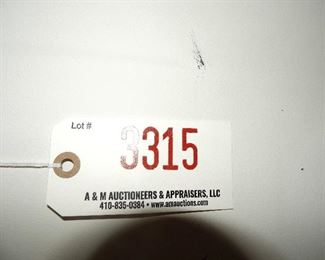 Lot #
3315
A & M AUCTIONEERS & APPRAISERS, LLC
410-835-0384 • www.amauctions.com